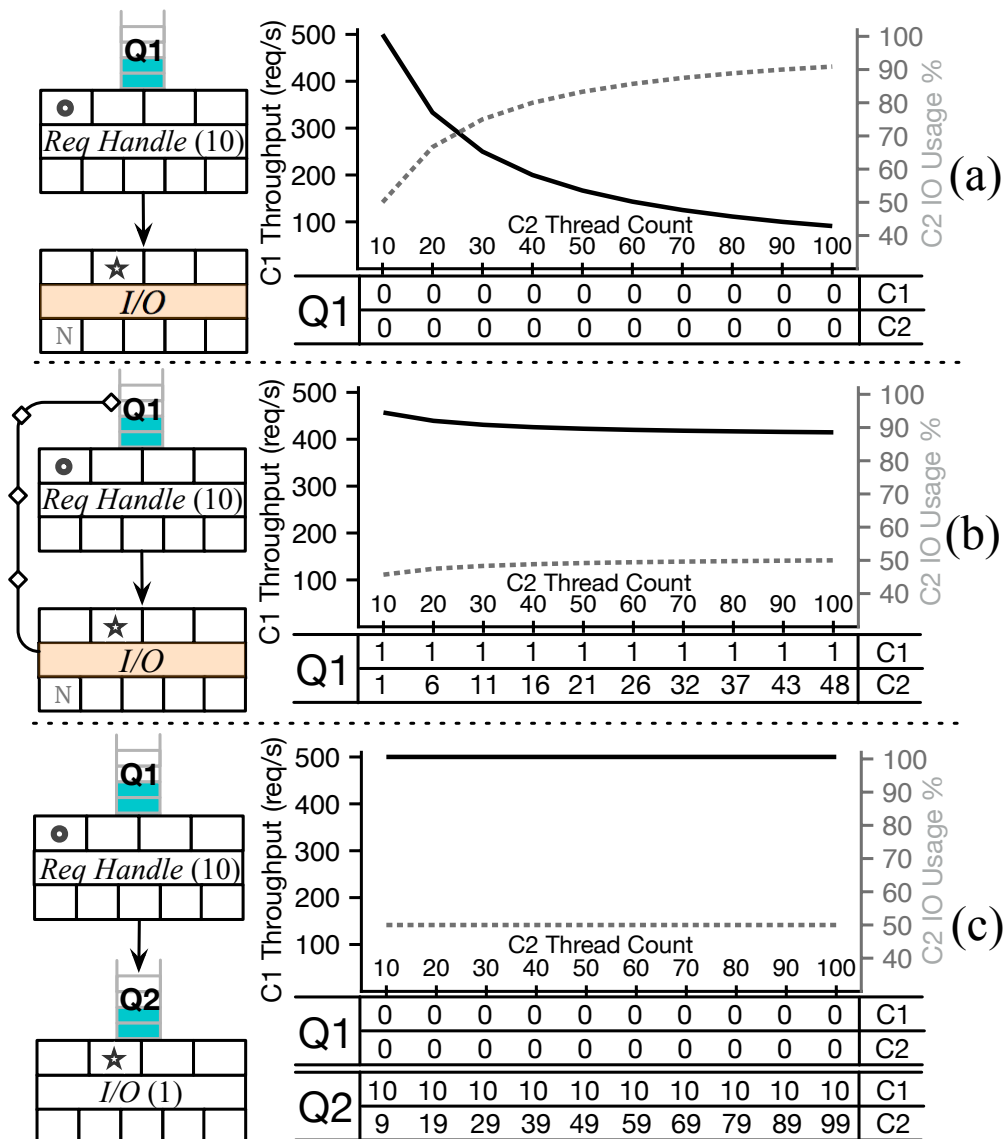 (a)
Q1
Req Handle (10)
I/O
N
C1 Throughput (req/s)
500
400
300
200
100
100
90
80
70
60
50
40
C2 IO Usage %
C2 Thread Count
10 20 30 40 50 60 70 80 90 100
Q1
0 0 0 0 0 0 0 0 0 0 C1
0 0 0 0 0 0 0 0 0 0 C2
(b)
Q1
Req Handle (10)
I/O
N
C1 Throughput (req/s)
500
400
300
200
100
100
90
80
70
60
50
40
C2 IO Usage %
C2 Thread Count
10 20 30 40 50 60 70 80 90 100
Q1
1 1 1 1 1 1 1 1 1 1 C1
1 6 11 16 21 26 32 37 43 48 C2
(c)
Q1
Req Handle (10)
Q2
I/O (1)
C1 Throughput (req/s)
500
400
300
200
100
100
90
80
70
60
50
40
C2 IO Usage %
C2 Thread Count
10 20 30 40 50 60 70 80 90 100
Q1
0 0 0 0 0 0 0 0 0 0 C1
0 0 0 0 0 0 0 0 0 0 C2
Q2
10 10 10 10 10 10 10 10 10 10 C1
9 19 29 39 49 59 69 79 89 99 C2